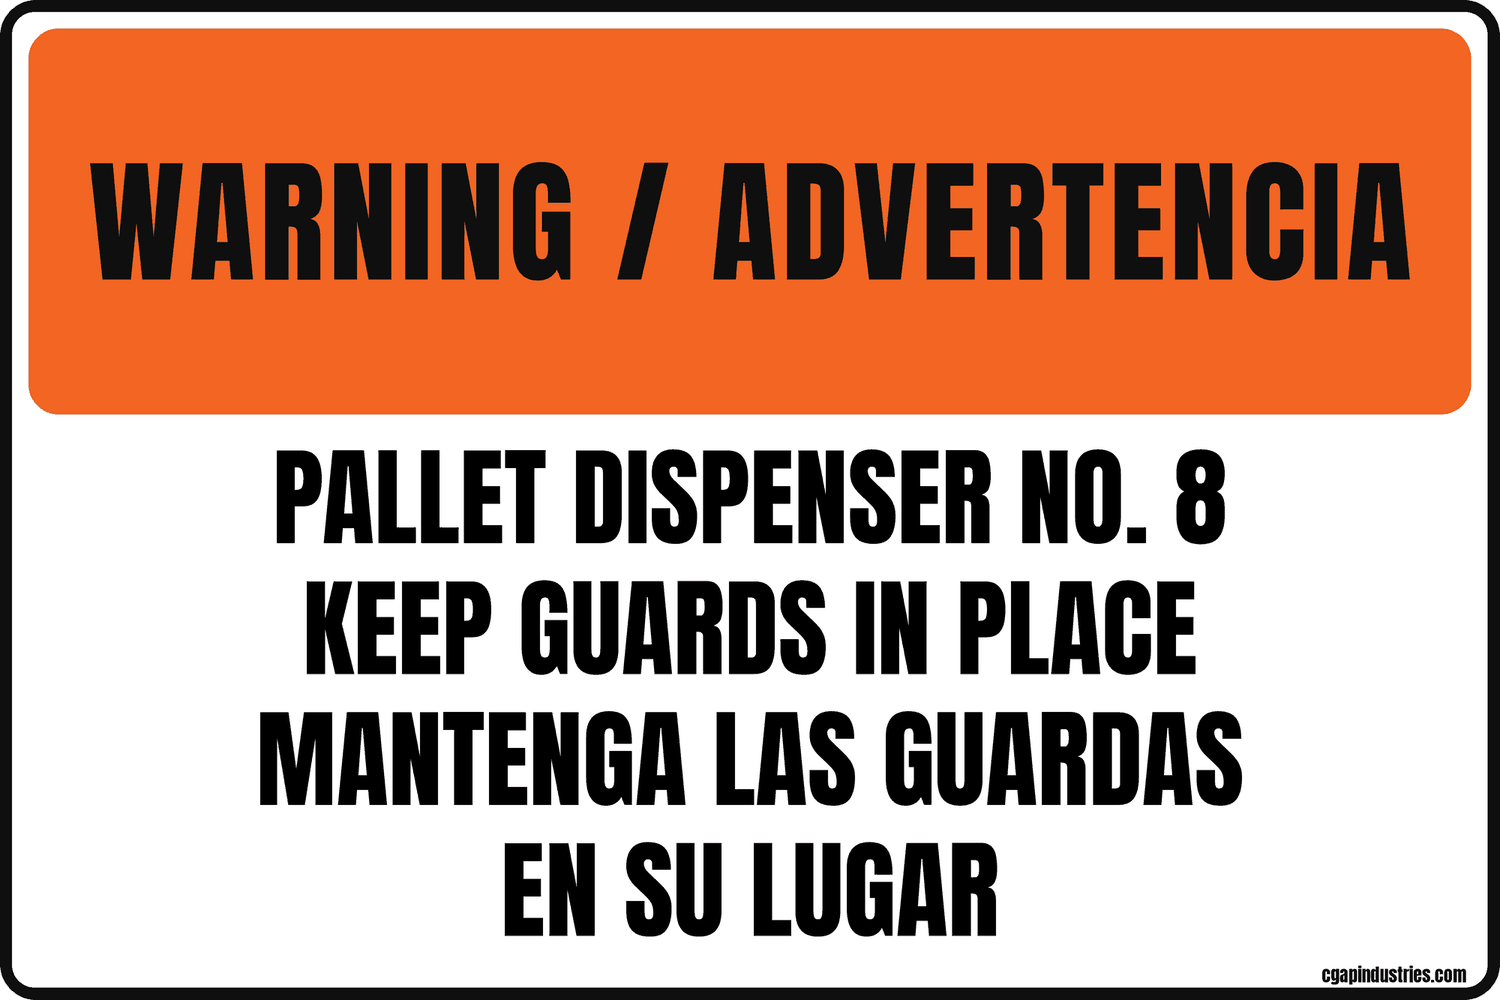 WARNING / ADVERTENCIA
PALLET DISPENSER NO. 8
KEEP GUARDS IN PLACE
MANTENGA LAS GUARDAS
EN SU LUGAR
cgapindustries.com